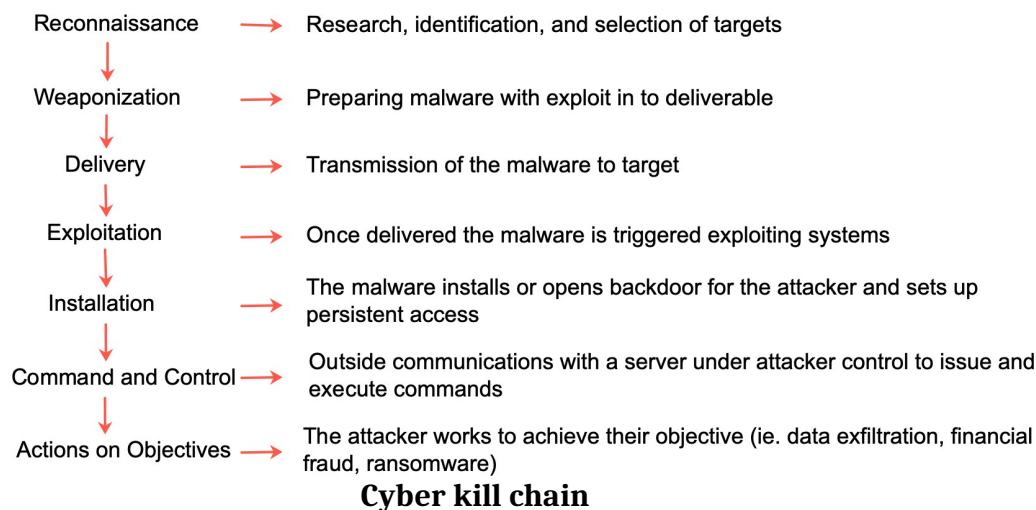 Reconnaissance
Research, identification, and selection of targets
Weaponization
Preparing malware with exploit in to deliverable
Delivery
Transmission of the malware to target
Exploitation
Once delivered the malware is triggered exploiting systems
Installation
The malware installs or opens backdoor for the attacker and sets up
persistent access
Command and Control
Outside communications with a server under attacker control to issue and
execute commands
Actions on Objectives
The attacker works to achieve their objective (ie. data exfiltration, financial
fraud, ransomware)
Cyber kill chain